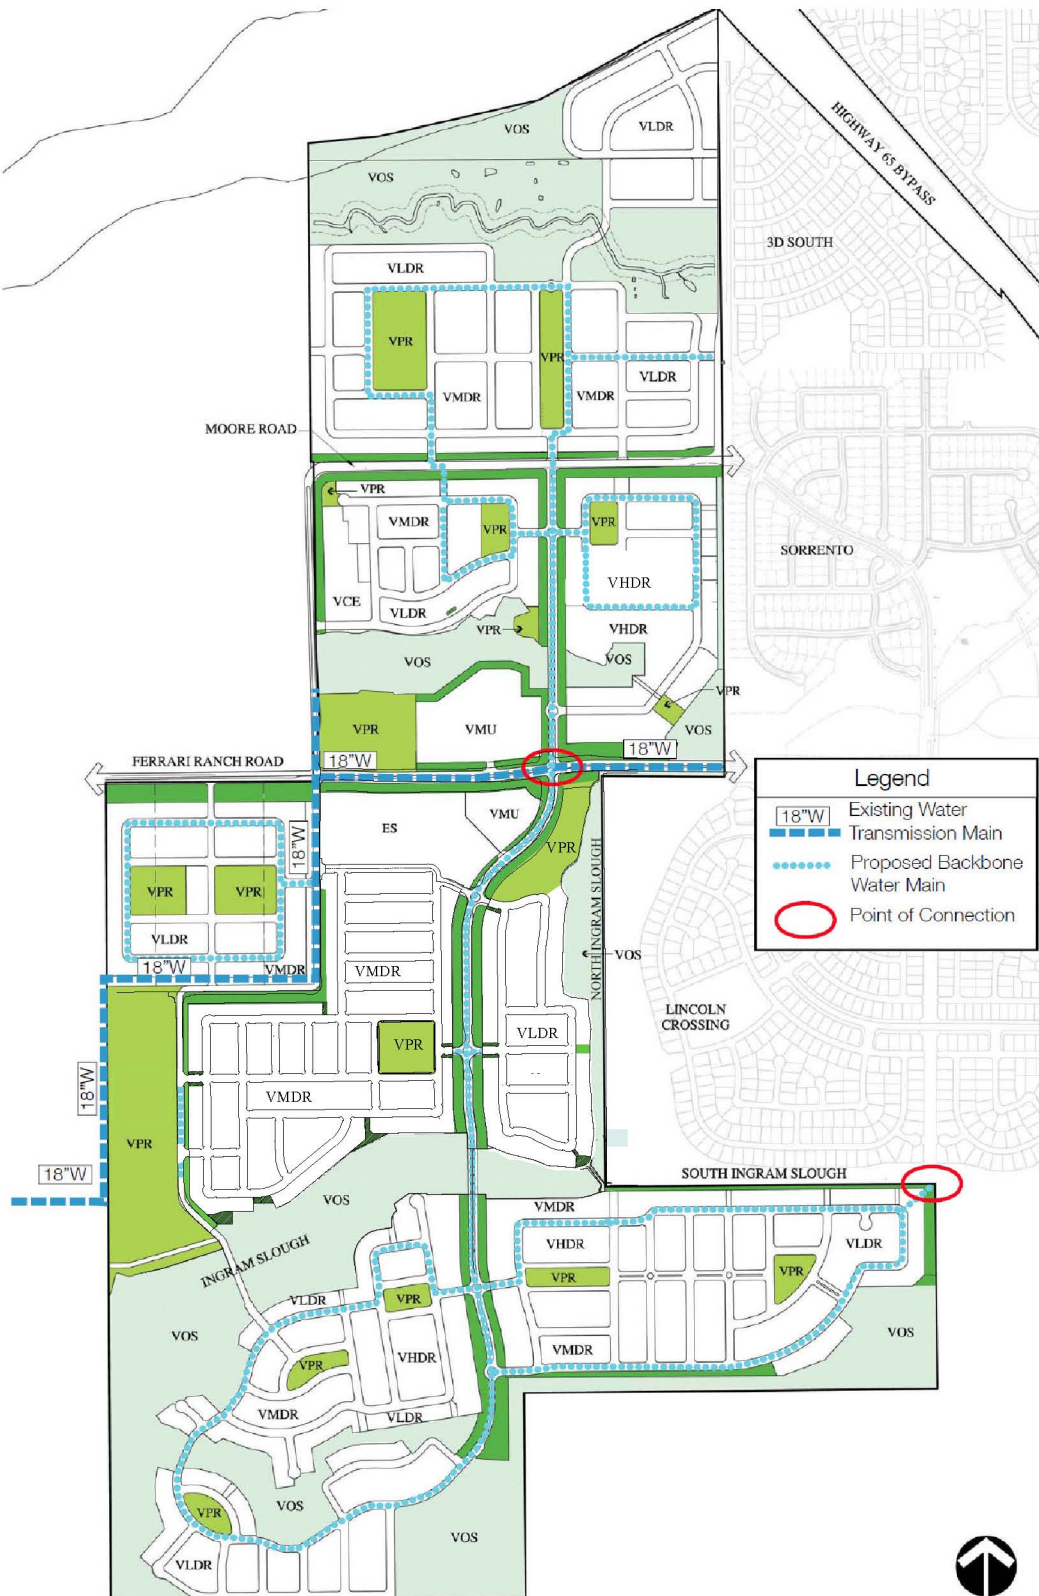 VOS
VLDR
HIGHWAY 65 BYPASS
VOS
3D SOUTH
VLDR
VPR
VPR
VMDR
VMDR
VLDR
MOORE ROAD
VPR
VMDR
VPR
VPR
SORRENTO
VHDR
VCE
VLDR
VPR
VHDR
VOS
VOS
VPR
VPR
VMU
VOS
18"W
18"W
FERRARI RANCH ROAD
Legend
18"W
Existing Water
Transmission Main
Proposed Backbone
Water Main
Point of Connection
VMU
ES
18"W
VPR
NORTH INGRAM SLOUGH
VPR
VPR
VLDR
18"W
VMDR
VMDR
VOS
LINCOLN
CROSSING
VLDR
VPR
18"W
VMDR
VPR
18"W
SOUTH INGRAM SLOUGH
VOS
VMDR
INGRAM SLOUGH
VHDR
VLDR
VPR
VPR
VLDR
VPR
VOS
VOS
VHDR
VPR
VMDR
VMDR
VLDR
VOS
VPR
VOS
VLDR